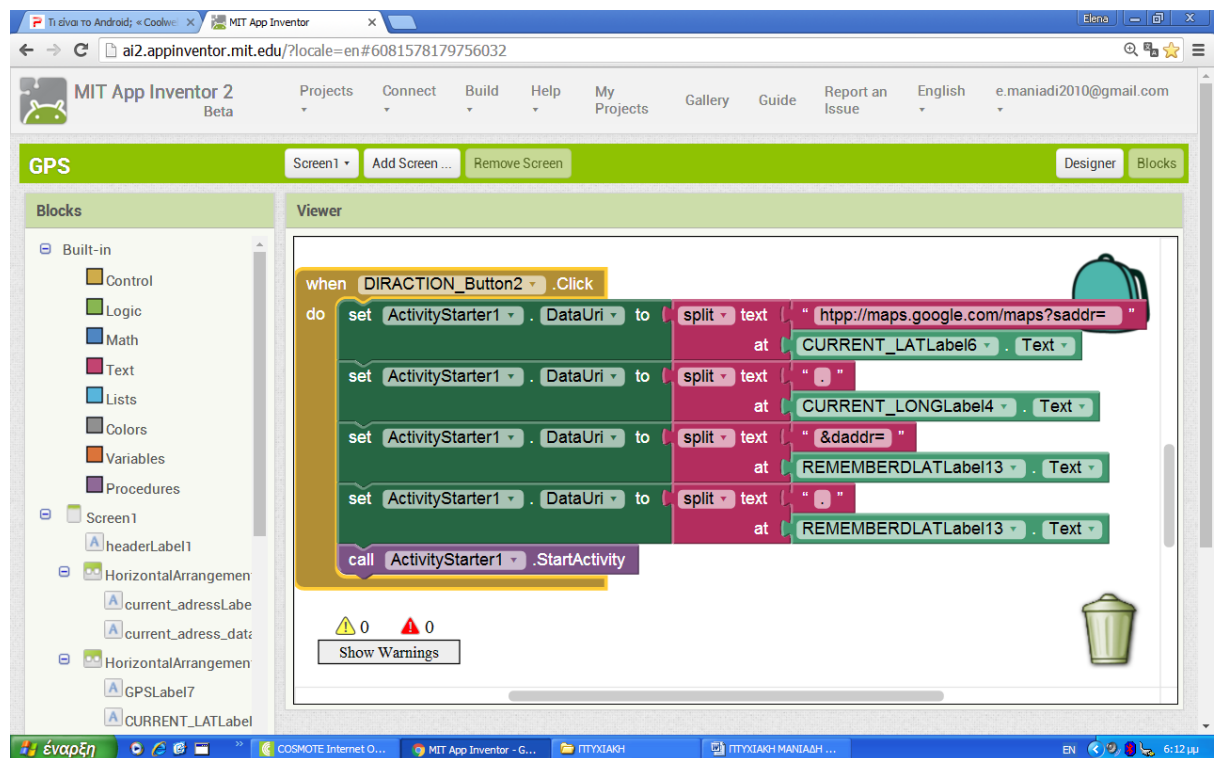 Τι είναι το Android; « Coolwe
MIT App Inventor
Elena
ai2.appinventor.mit.edu/?locale=en#6081578179756032
MIT App Inventor 2
Beta
Projects
Connect
Build
Help
My Projects
Gallery
Guide
Report an Issue
English
e.maniadi2010@gmail.com
GPS
Screen1
Add Screen ...
Remove Screen
Designer
Blocks
Blocks
Viewer
Built-in
Control
Logic
Math
Text
Lists
Colors
Variables
Procedures
Screen1
headerLabel1
HorizontalArrangemen
current_adressLabe
current_adress_data
HorizontalArrangemen
GPSLabel7
CURRENT_LATLabel
when DIRACTION_Button2 .Click
do set ActivityStarter1 . DataUri to split text " htpp://maps.google.com/maps?saddr= "
at CURRENT_LATLabel6 . Text
set ActivityStarter1 . DataUri to split text " . "
at CURRENT_LONGLabel4 . Text
set ActivityStarter1 . DataUri to split text " &daddr= "
at REMEMBERDLATLabel13 . Text
set ActivityStarter1 . DataUri to split text " . "
at REMEMBERDLATLabel13 . Text
call ActivityStarter1 .StartActivity
0 0
Show Warnings
έναρξη
COSMOTE Internet O...
MIT App Inventor - G...
ΠΤΥΧΙΑΚΗ
ΠΤΥΧΙΑΚΗ ΜΑΝΙΑΔΗ ...
EN
6:12 μμ